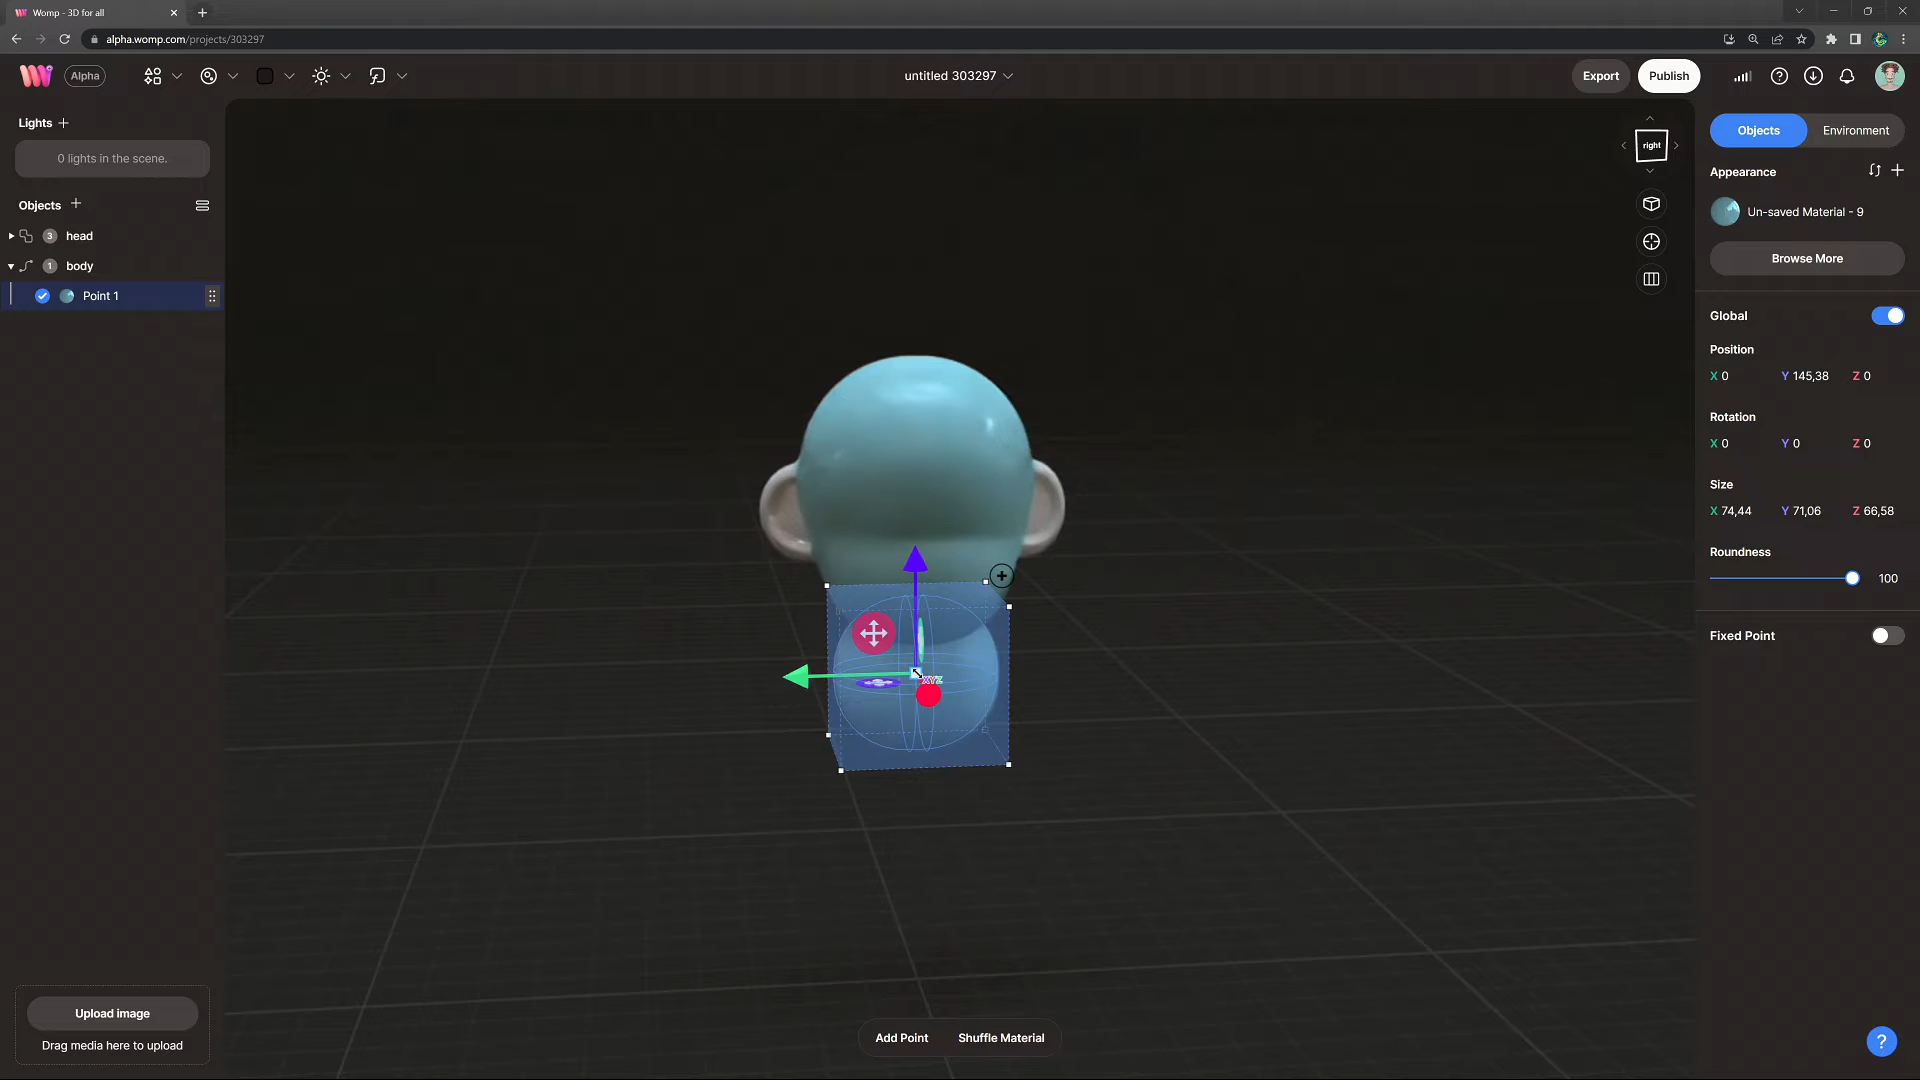 Womp - 3D for all
alpha.womp.com/projects/303297
Alpha
untitled 303297
Export
Publish
Lights
0 lights in the scene.
Objects
3 head
1 body
Point 1
right
XYZ
Objects
Environment
Appearance
Un-saved Material - 9
Browse More
Global
Position
X 0 Y 145,38 Z 0
Rotation
X 0 Y 0 Z 0
Size
X 74,44 Y 71,06 Z 66,58
Roundness
100
Fixed Point
Upload image
Drag media here to upload
Add Point
Shuffle Material
?